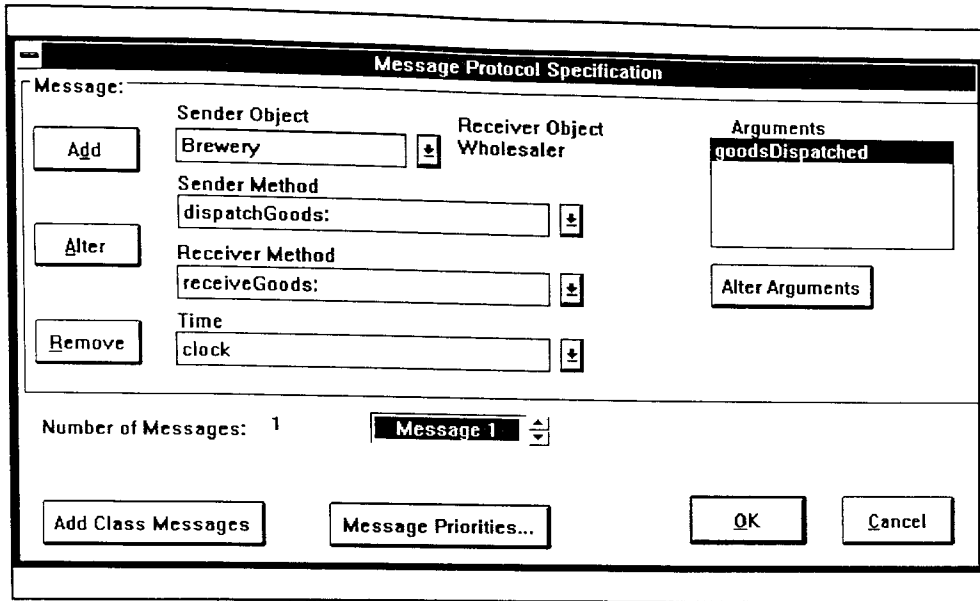 Message Protocol Specification
Message:
Add
Sender Object
Brewery
Receiver Object
Wholesaler
Arguments
goodsDispatched
Sender Method
dispatchGoods:
Alter
Receiver Method
receiveGoods:
Alter Arguments
Time
Remove
clock
Number of Messages: 1
Message 1
Add Class Messages
Message Priorities...
OK
Cancel